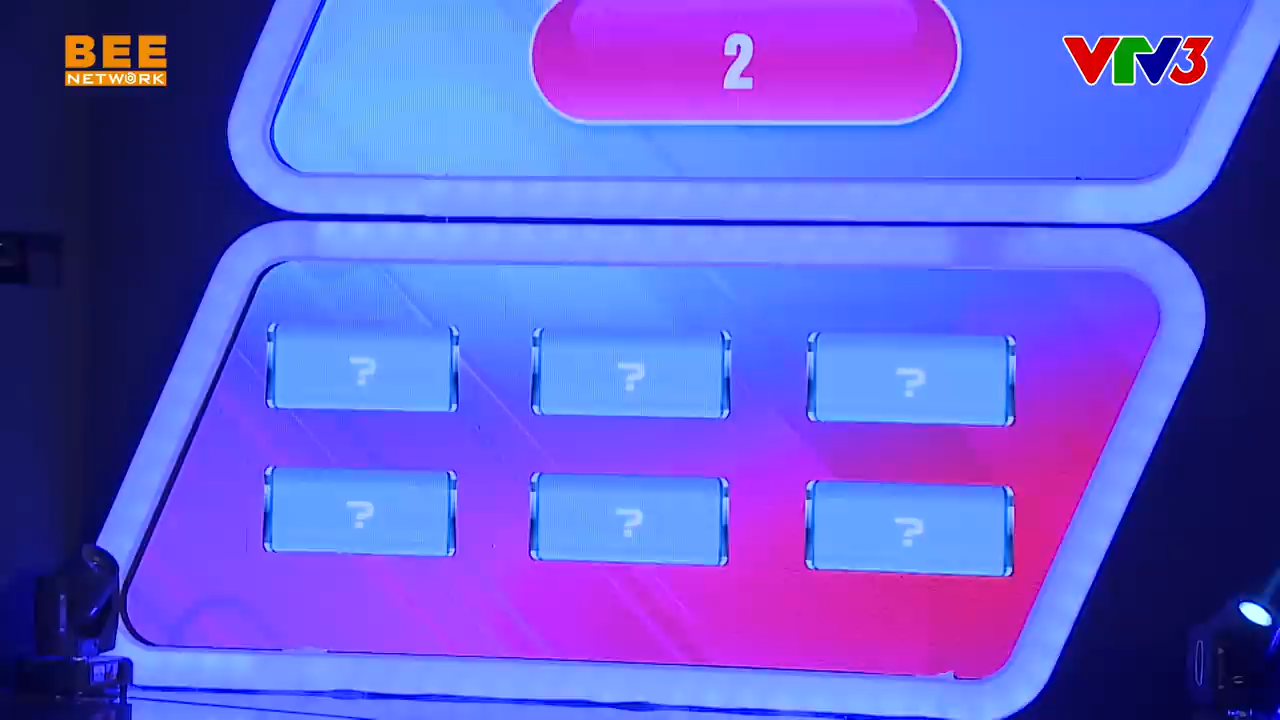 BEE
NETWORK
VTV3
2
? ? ?
? ? ?